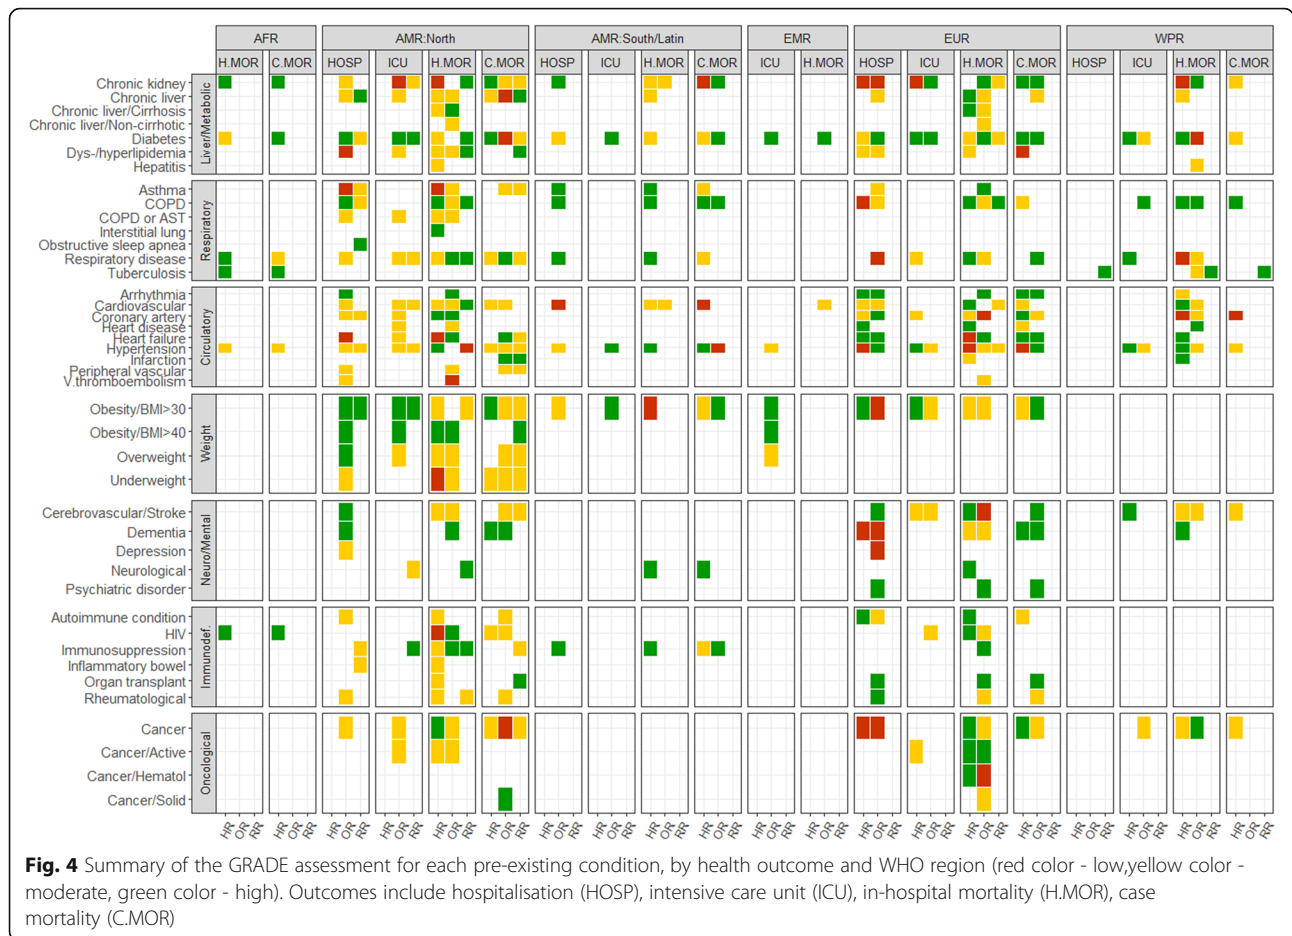 AFR AMR:North AMR:South/Latin EMR EUR WPR
H.MOR C.MOR HOSP ICU H.MOR C.MOR HOSP ICU H.MOR C.MOR ICU H.MOR HOSP ICU H.MOR C.MOR HOSP ICU H.MOR C.MOR
Liver/Metabolic
Chronic kidney
Chronic liver
Chronic liver/Cirrhosis
Chronic liver/Non-cirrhotic
Diabetes
Dys-/hyperlipidemia
Hepatitis
Respiratory
Asthma
COPD
COPD or AST
Interstitial lung
Obstructive sleep apnea
Respiratory disease
Tuberculosis
Circulatory
Arrhythmia
Cardiovascular
Coronary artery
Heart disease
Heart failure
Hypertension
Infarction
Peripheral vascular
V.thromboembolism
Weight
Obesity/BMI>30
Obesity/BMI>40
Overweight
Underweight
Neuro/Mental
Cerebrovascular/Stroke
Dementia
Depression
Neurological
Psychiatric disorder
Immunodef.
Autoimmune condition
HIV
Immunosuppression
Inflammatory bowel
Organ transplant
Rheumatological
Oncological
Cancer
Cancer/Active
Cancer/Hematol
Cancer/Solid
HR OR RR HR OR RR HR OR RR HR OR RR HR OR RR HR OR RR HR OR RR HR OR RR HR OR RR HR OR RR HR OR RR HR OR RR HR OR RR HR OR RR HR OR RR HR OR RR HR OR RR HR OR RR HR OR RR HR OR RR
Fig. 4 Summary of the GRADE assessment for each pre-existing condition, by health outcome and WHO region (red color - low,yellow color -
moderate, green color - high). Outcomes include hospitalisation (HOSP), intensive care unit (ICU), in-hospital mortality (H.MOR), case
mortality (C.MOR)